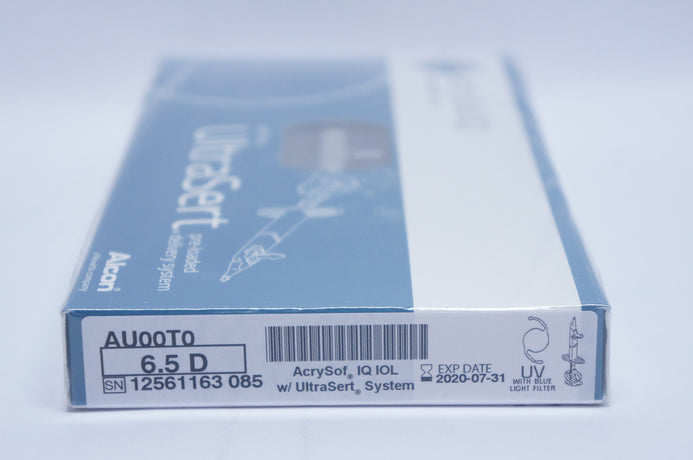 UltraSert
pre-loaded
delivery system
Alcon
AU00T0
6.5 D
SN 12561163 085
AcrySof® IQ IOL
w/ UltraSert® System
EXP DATE
2020-07-31
UV
WITH BLUE
LIGHT FILTER